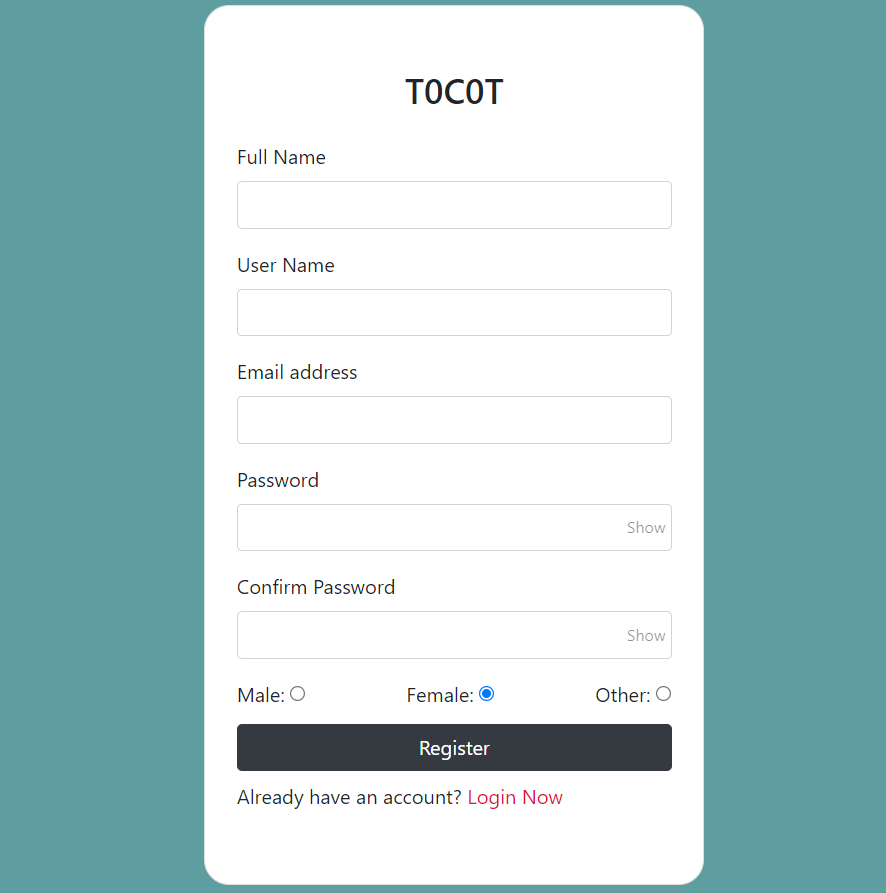 T0C0T
Full Name
User Name
Email address
Password
Show
Confirm Password
Show
Male: Female: Other:
Register
Already have an account? Login Now